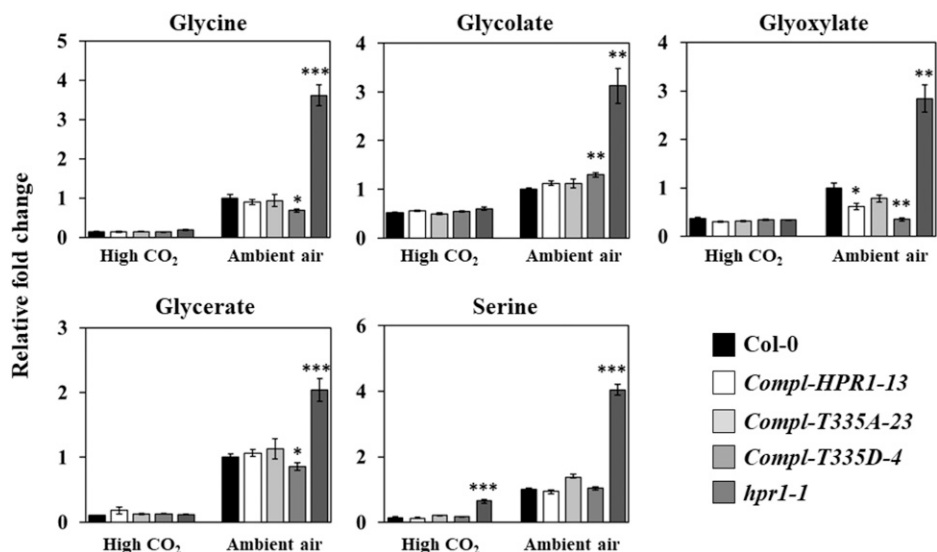 Glycine
5
4
3
2
1
0
***
*
High CO2
Ambient air
Glycolate
4
3
2
1
0
**
**
High CO2
Ambient air
Glyoxylate
4
3
2
1
0
*
**
**
High CO2
Ambient air
Relative fold change
Glycerate
3
2
1
0
*
***
High CO2
Ambient air
Serine
6
4
2
0
***
***
High CO2
Ambient air
Col-0
Compl-HPR1-13
Compl-T335A-23
Compl-T335D-4
hpr1-1